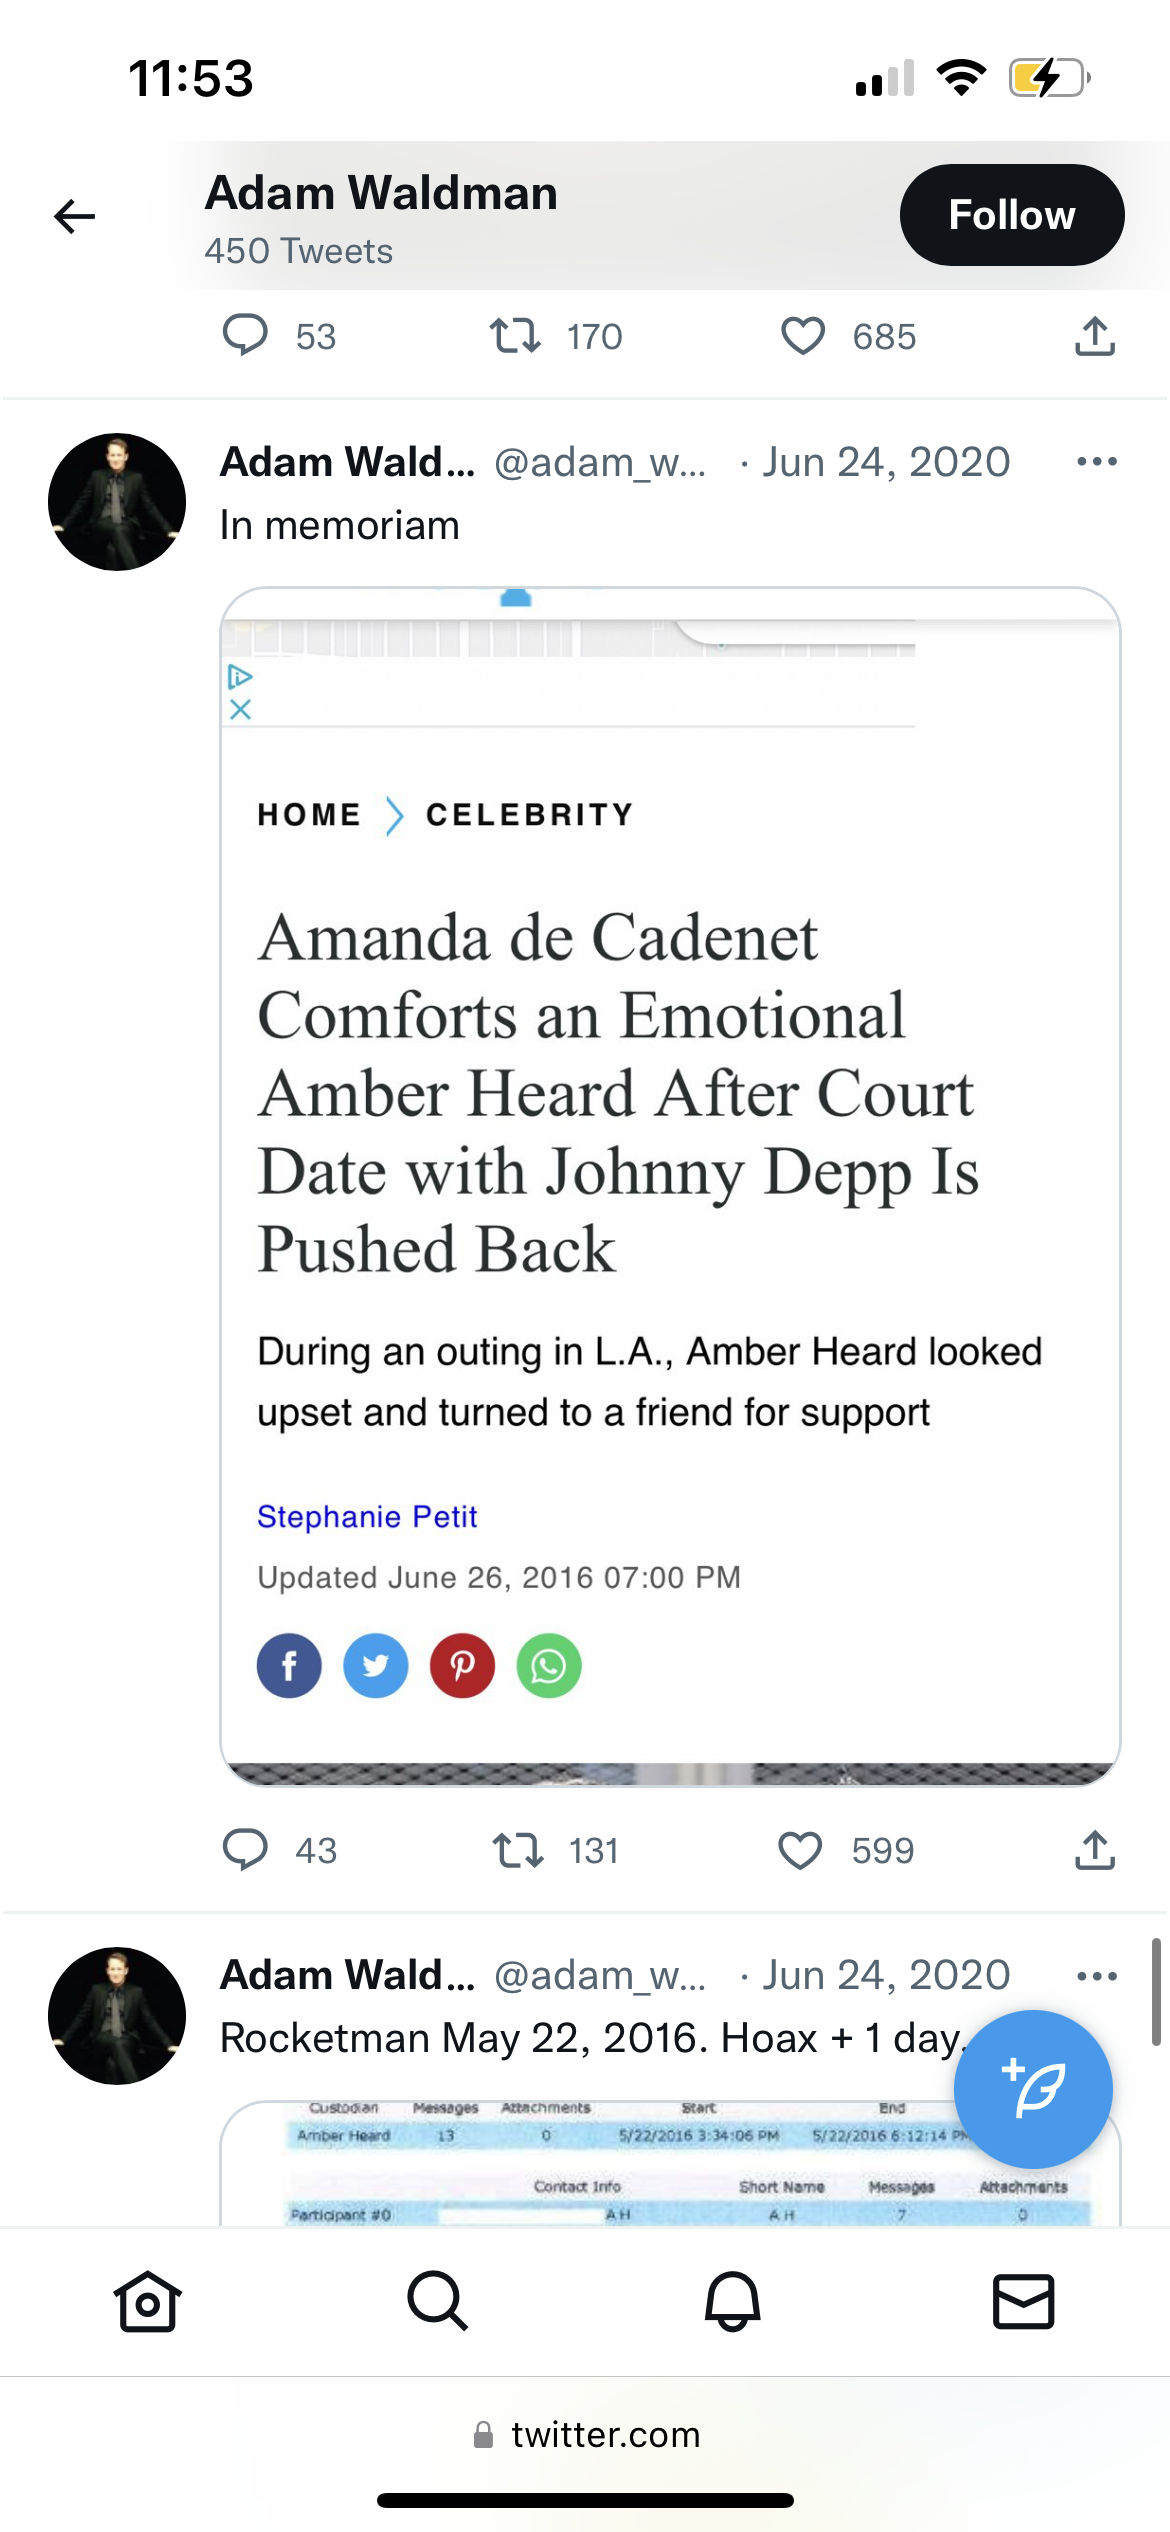 11:53
Adam Waldman
450 Tweets
Follow
53 170 685
Adam Wald... @adam_w... · Jun 24, 2020
In memoriam
HOME CELEBRITY
Amanda de Cadenet
Comforts an Emotional
Amber Heard After Court
Date with Johnny Depp Is
Pushed Back
During an outing in L.A., Amber Heard looked
upset and turned to a friend for support
Stephanie Petit
Updated June 26, 2016 07:00 PM
43 131 599
Adam Wald... @adam_w... · Jun 24, 2020
Rocketman May 22, 2016. Hoax + 1 day.
Custodian Messages Attachments Start End
Amber Heard 13 0 5/22/2016 3:34:06 PM 5/22/2016 6:12:14 PM
Contact Info Short Name Messages Attachments
Participant #0 A H A H 7 0
twitter.com